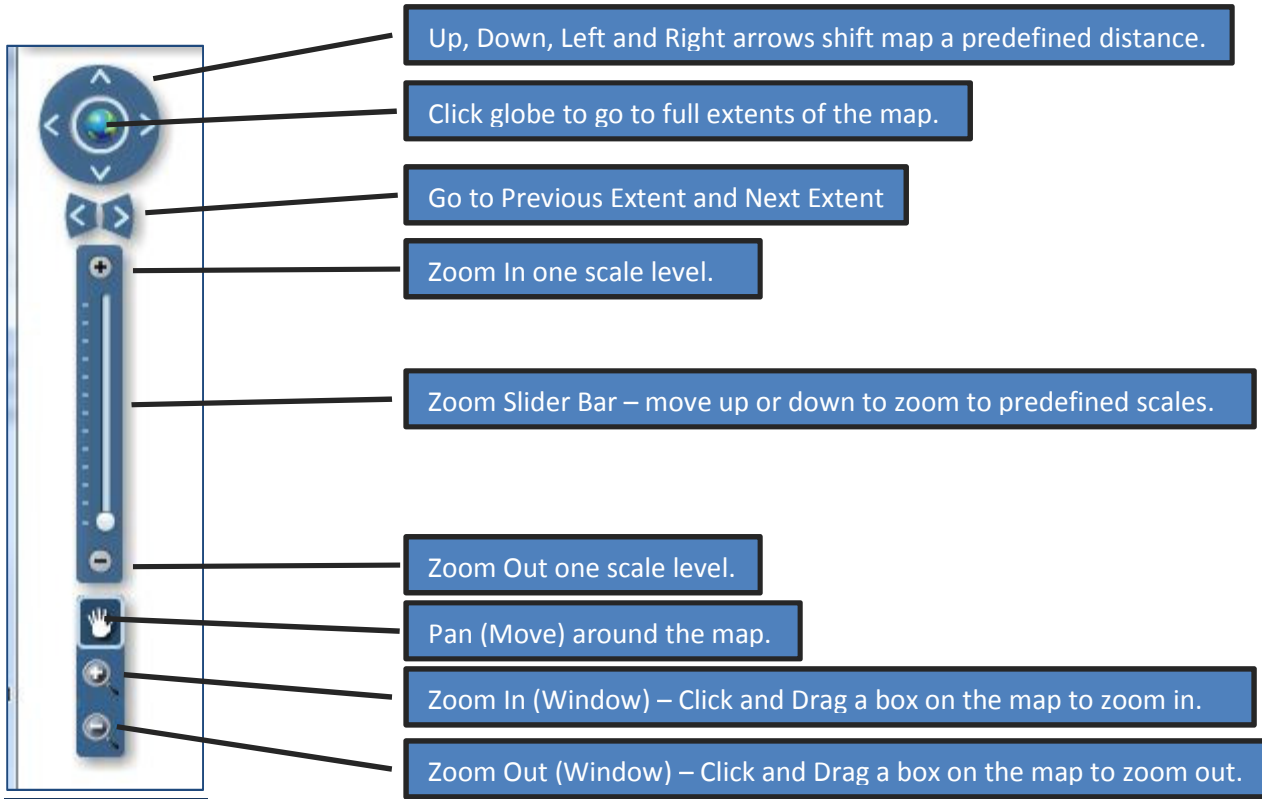 Up, Down, Left and Right arrows shift map a predefined distance.
Click globe to go to full extents of the map.
Go to Previous Extent and Next Extent
Zoom In one scale level.
Zoom Slider Bar – move up or down to zoom to predefined scales.
Zoom Out one scale level.
Pan (Move) around the map.
Zoom In (Window) – Click and Drag a box on the map to zoom in.
Zoom Out (Window) – Click and Drag a box on the map to zoom out.